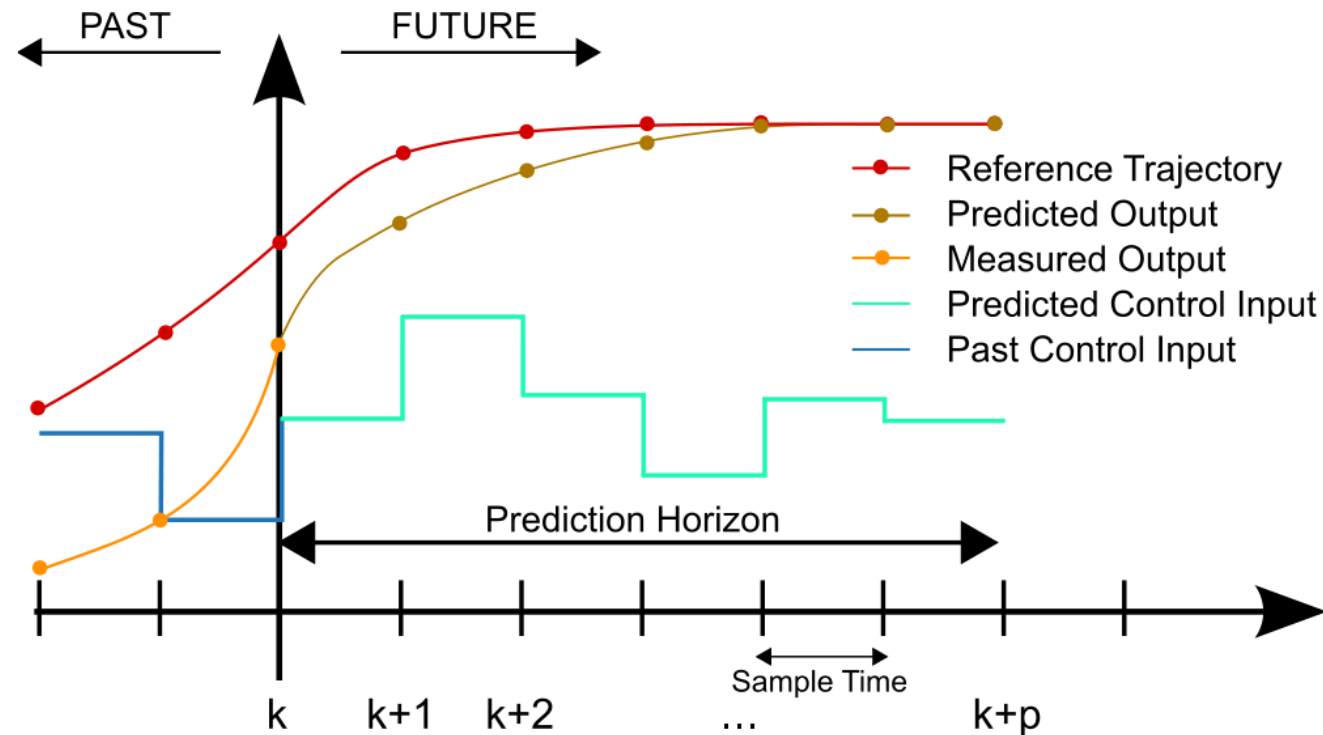 PAST
FUTURE
Reference Trajectory
Predicted Output
Measured Output
Predicted Control Input
Past Control Input
Prediction Horizon
Sample Time
k
k+1
k+2
...
k+p